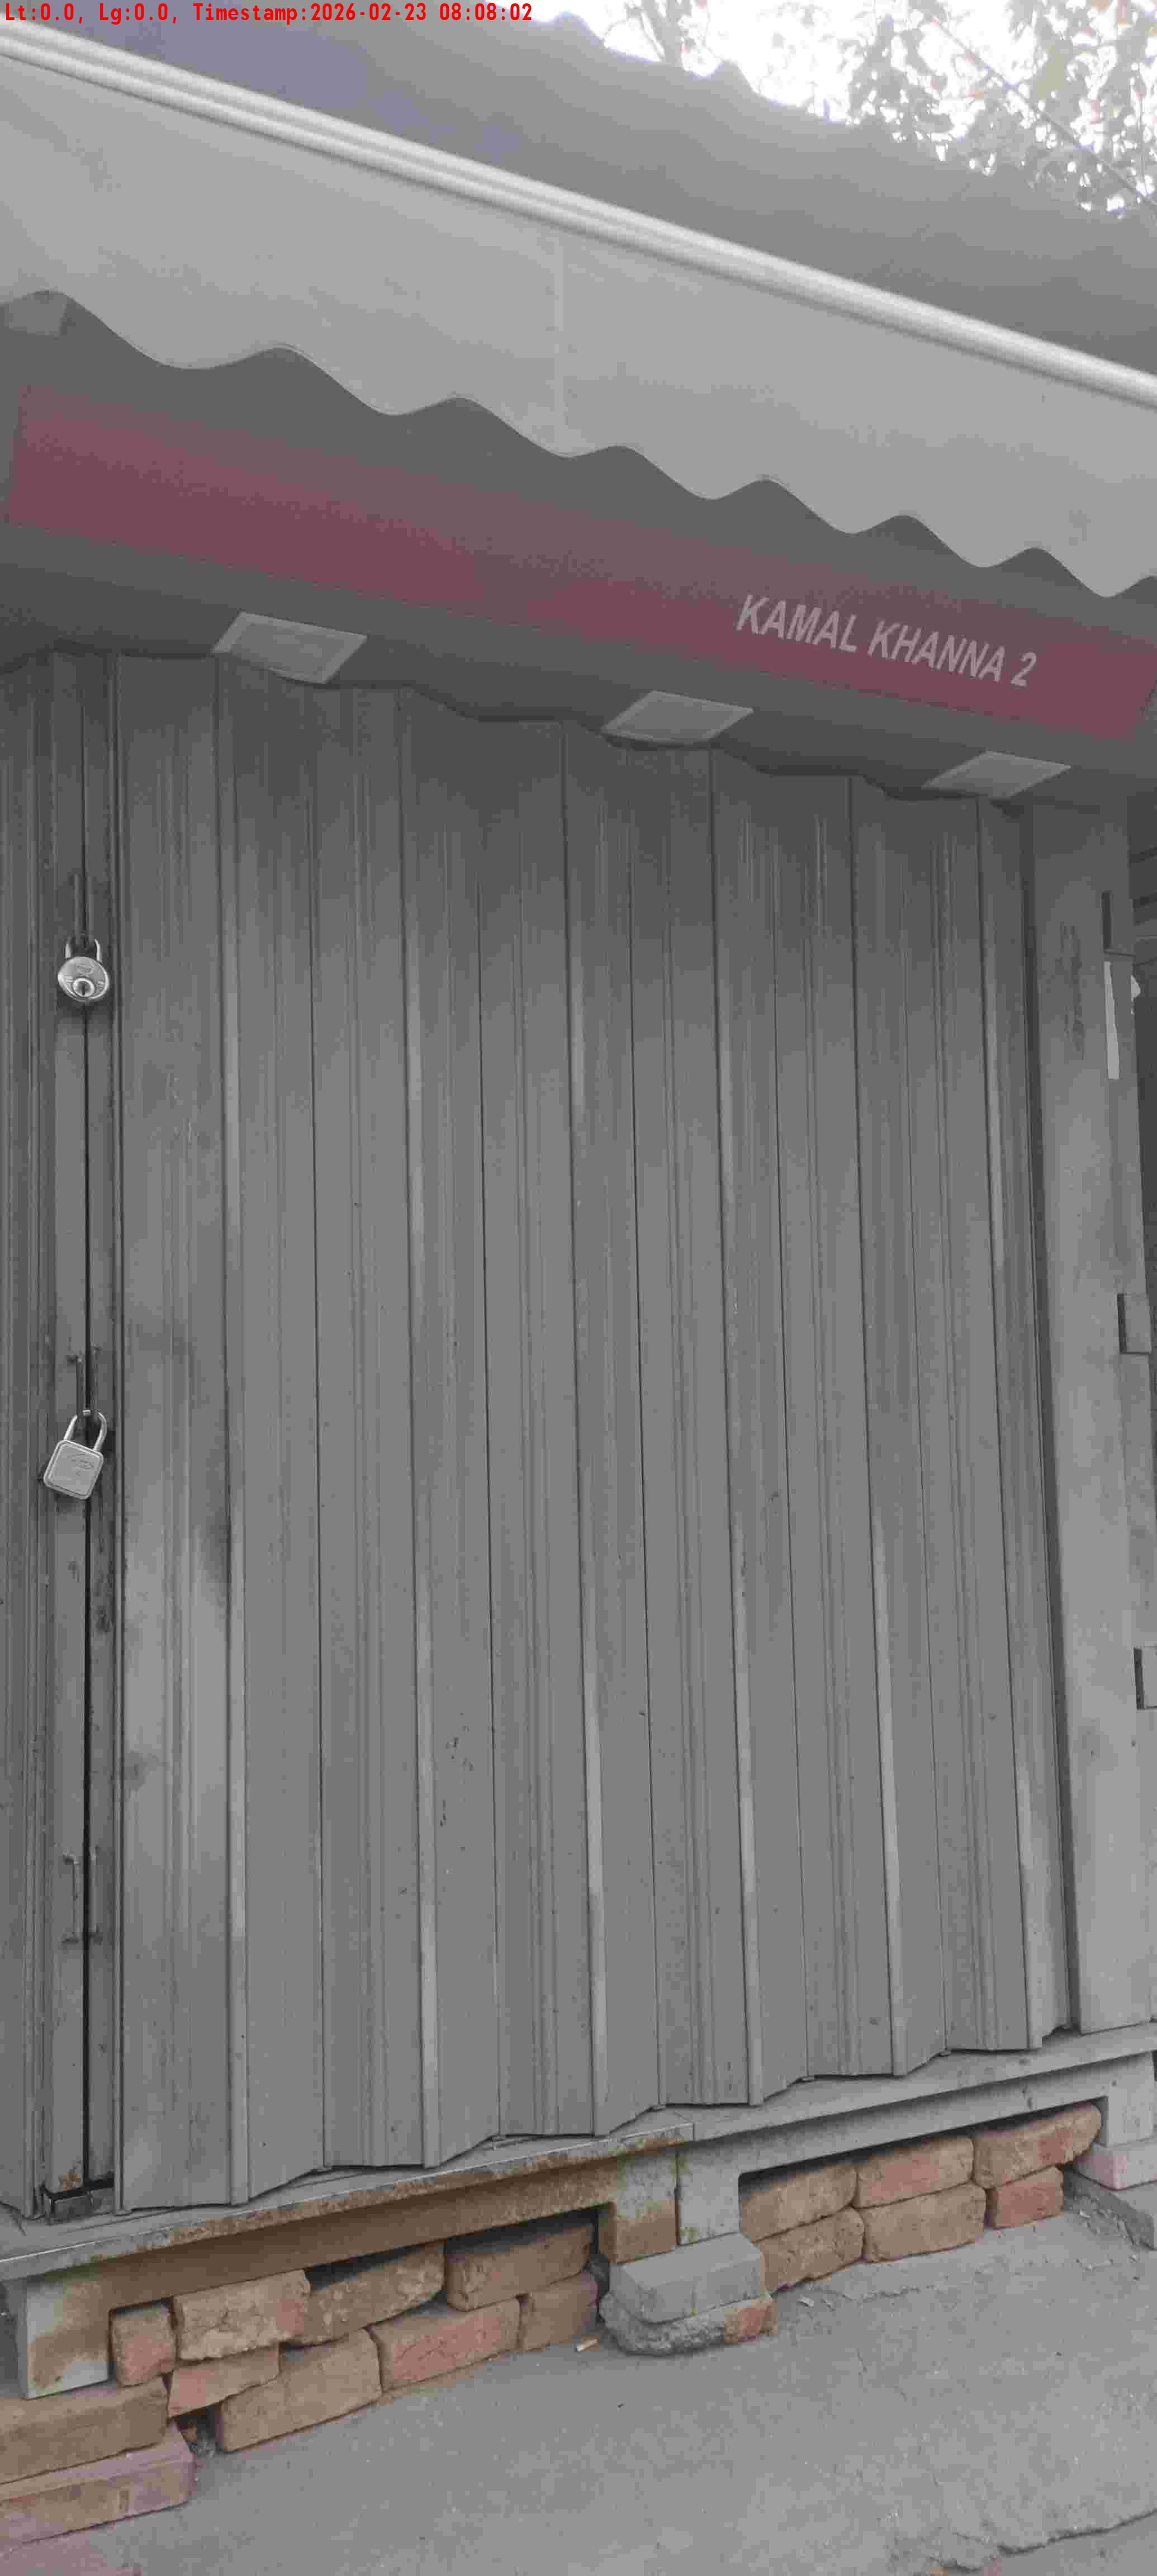 Lt:0.0, Lg:0.0, Timestamp:2026-02-23 08:08:02
KAMAL KHANNA 2